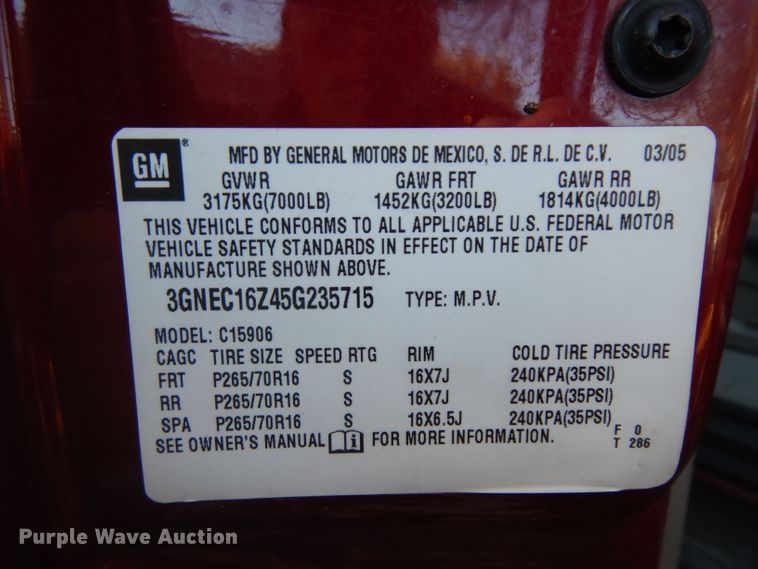 GM® MFD BY GENERAL MOTORS DE MEXICO, S. DE R.L. DE C.V. 03/05
GVWR GAWR FRT GAWR RR
3175KG(7000LB) 1452KG(3200LB) 1814KG(4000LB)
THIS VEHICLE CONFORMS TO ALL APPLICABLE U.S. FEDERAL MOTOR
VEHICLE SAFETY STANDARDS IN EFFECT ON THE DATE OF
MANUFACTURE SHOWN ABOVE.
3GNEC16Z45G235715 TYPE: M.P.V.
MODEL: C15906
CAGC TIRE SIZE SPEED RTG RIM COLD TIRE PRESSURE
FRT P265/70R16 S 16X7J 240KPA(35PSI)
RR P265/70R16 S 16X7J 240KPA(35PSI)
SPA P265/70R16 S 16X6.5J 240KPA(35PSI)
SEE OWNER'S MANUAL i FOR MORE INFORMATION. F 0
T 286
Purple Wave Auction